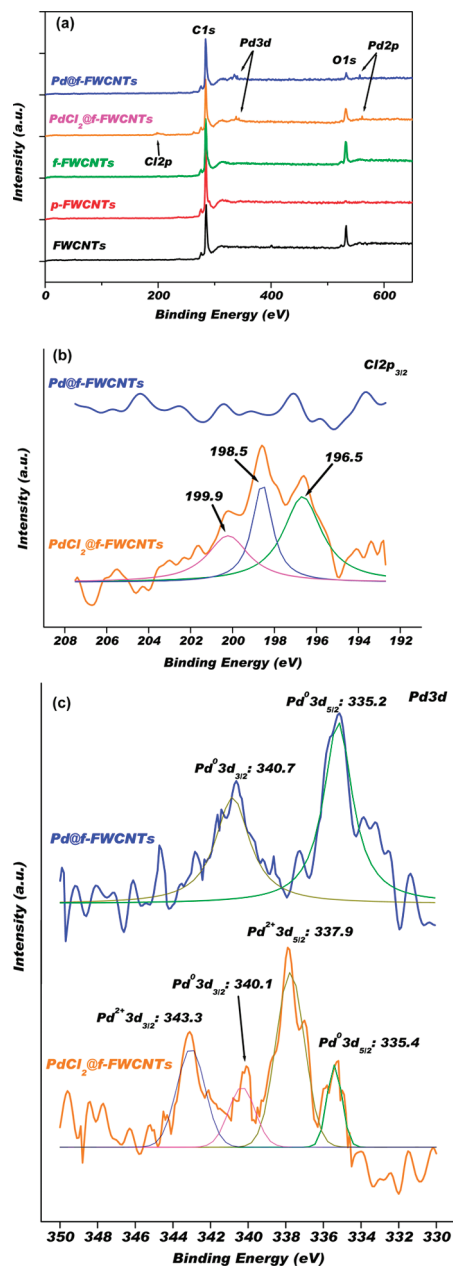 (a)
C1s
Pd3d
O1s
Pd2p
Pd@f-FWCNTs
PdCl₂@f-FWCNTs
Cl2p
f-FWCNTs
p-FWCNTs
FWCNTs
Intensity (a.u.)
0 200 400 600
Binding Energy (eV)
(b)
Cl2p₃/₂
Pd@f-FWCNTs
198.5
196.5
199.9
PdCl₂@f-FWCNTs
Intensity (a.u.)
208 206 204 202 200 198 196 194 192
Binding Energy (eV)
(c)
Pd3d
Pd⁰3d₅/₂: 335.2
Pd⁰3d₃/₂: 340.7
Pd@f-FWCNTs
Pd²⁺3d₅/₂: 337.9
Pd⁰3d₃/₂: 340.1
Pd²⁺3d₃/₂: 343.3
Pd⁰3d₅/₂: 335.4
PdCl₂@f-FWCNTs
Intensity (a.u.)
350 348 346 344 342 340 338 336 334 332 330
Binding Energy (eV)